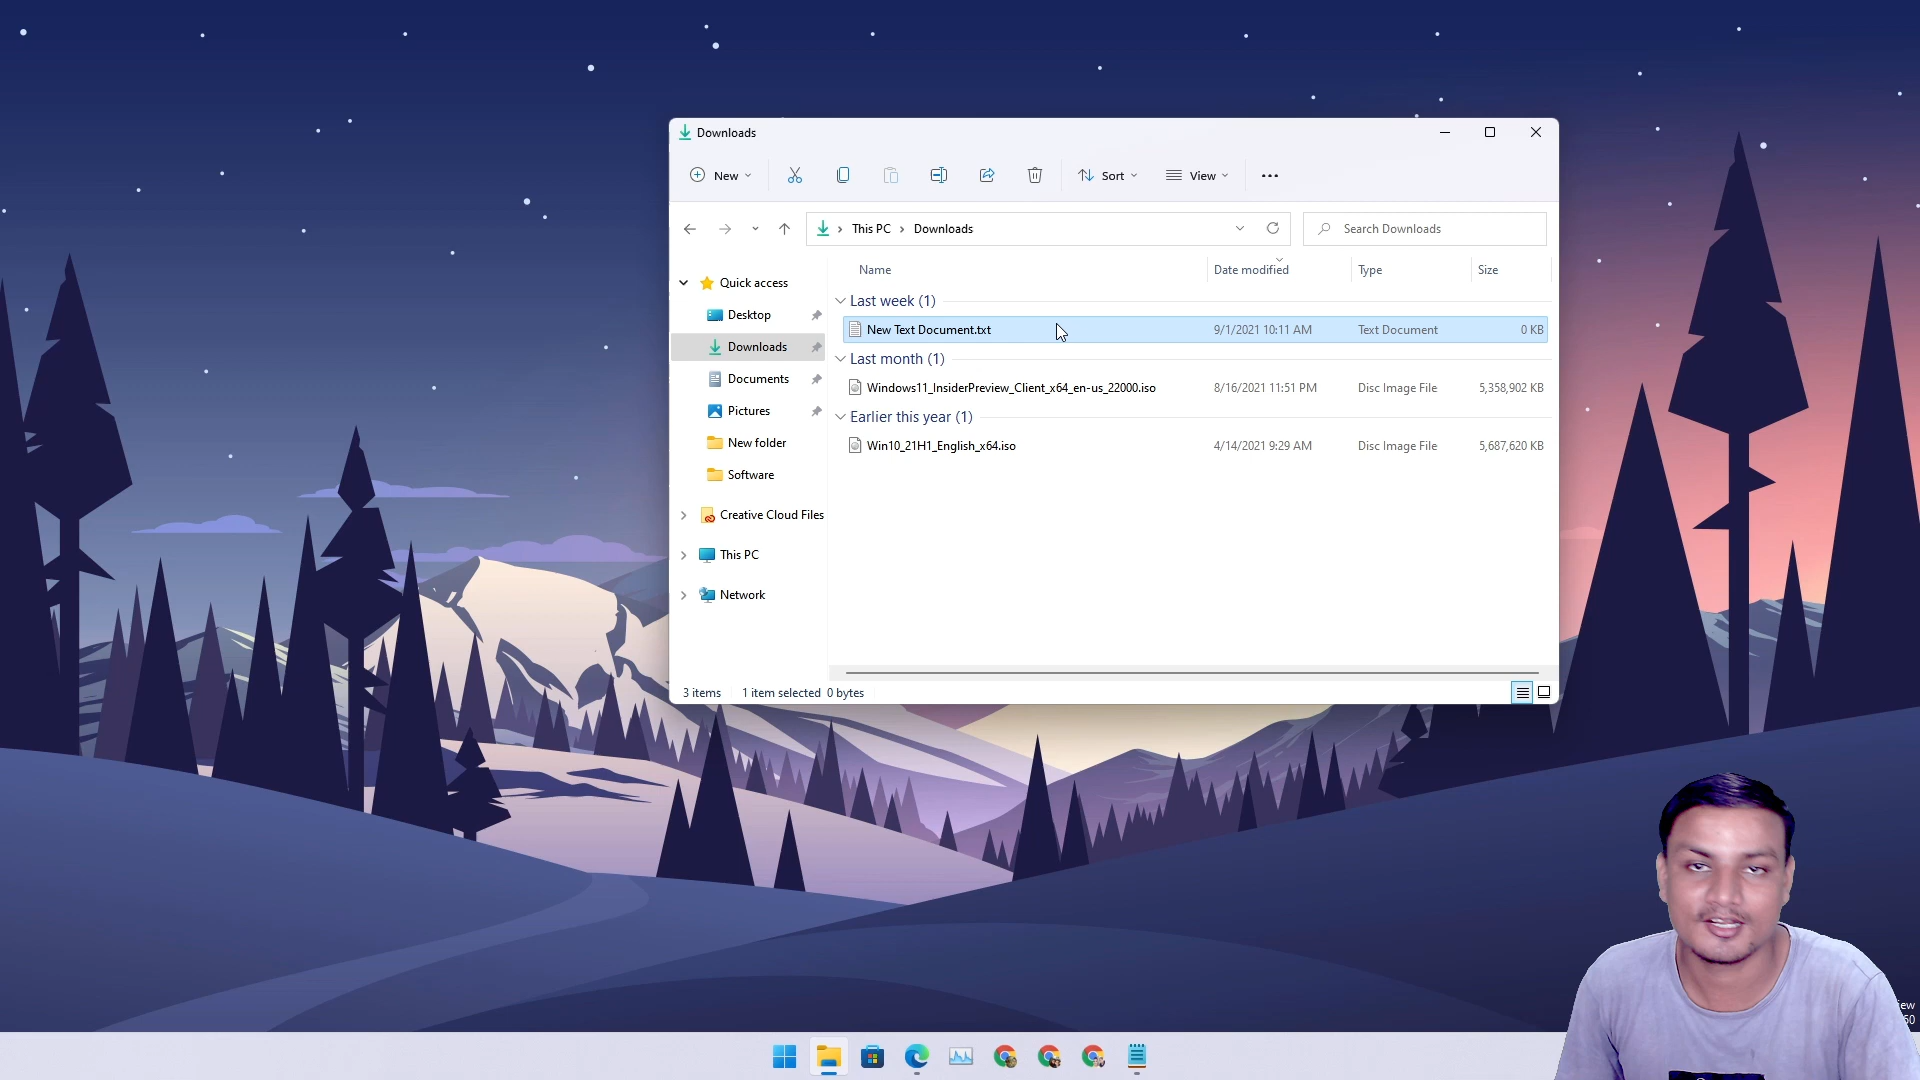 Downloads
New
Sort
View
This PC
Downloads
Search Downloads
Name
Date modified
Type
Size
Quick access
Desktop
Downloads
Documents
Pictures
New folder
Software
Creative Cloud Files
This PC
Network
Last week (1)
New Text Document.txt 9/1/2021 10:11 AM Text Document 0 KB
Last month (1)
Windows11_InsiderPreview_Client_x64_en-us_22000.iso 8/16/2021 11:51 PM Disc Image File 5,358,902 KB
Earlier this year (1)
Win10_21H1_English_x64.iso 4/14/2021 9:29 AM Disc Image File 5,687,620 KB
3 items 1 item selected 0 bytes